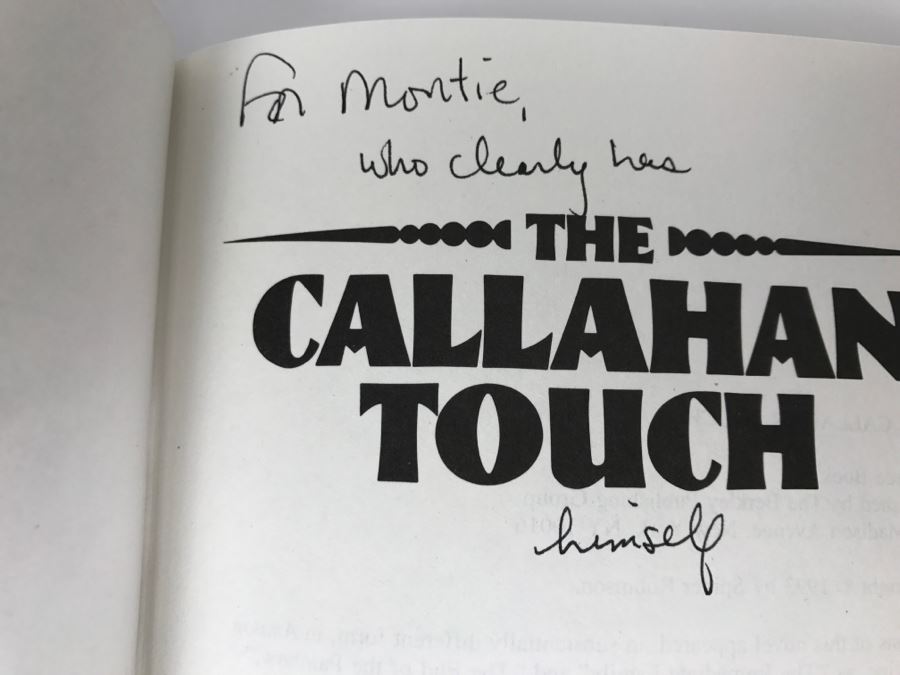 For Montie,
who clearly has
THE
CALLAHAN
TOUCH
himself